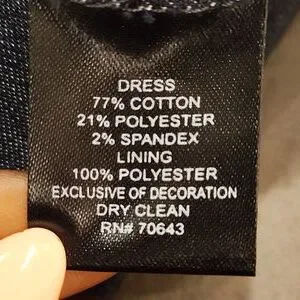 DRESS
77% COTTON
21% POLYESTER
2% SPANDEX
LINING
100% POLYESTER
EXCLUSIVE OF DECORATION
DRY CLEAN
RN# 70643